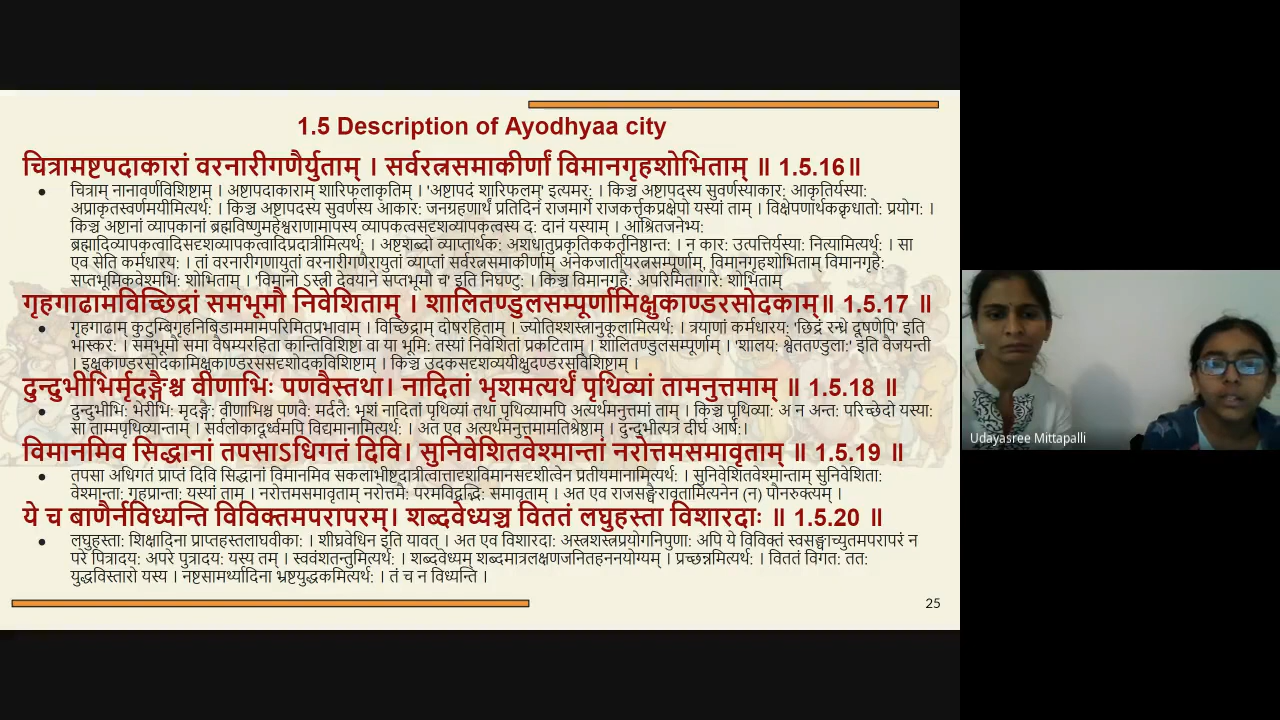 1.5 Description of Ayodhyaa city
चित्रामष्टपदाकारां वरनारीगणैर्युताम् । सर्वरत्नसमाकीर्णां विमानगृहशोभिताम् ॥ 1.5.16॥
• चित्राम् नानावर्णविशिष्टाम् । अष्टापदाकाराम् शारिफलाकृतिम् । 'अष्टापदं शारिफलम्' इत्यमर: । किञ्च अष्टापदस्य सुवर्णस्याकार: आकृतिर्यस्या:
अप्राकृतस्वर्णमयीमित्यर्थ: । किञ्च अष्टापदस्य सुवर्णस्य आकार: जनग्रहणार्थं प्रतिदिनं राजमार्गे राजकर्त्तृकप्रक्षेपो यस्यां ताम् । विक्षेपणार्थककॄधातो: प्रयोग: ।
किञ्च अष्टानां व्यापकानां ब्रह्मविष्णुमहेश्वराणामपिस्य व्यापकत्वसदृशव्यापकत्वस्य द: दानं यस्याम् । आश्रितजनेभ्य:
ब्रह्मादिव्यापकत्वादिसदृशव्यापकत्वादिप्रदात्रीमित्यर्थ: । अष्टशब्दो व्याप्तार्थक: अशधातुप्रकृतिककर्तृनिष्ठान्त: । न कार: उत्पत्तिर्यस्या: नित्यामित्यर्थ: । सा
एव सेति कर्मधारय: । तां वरनारीगणायुतां वरनारीगणैरायुतां व्याप्तां सर्वरत्नसमाकीर्णाम् अनेकजातीयरत्नसम्पूर्णाम्, विमानगृहशोभिताम् विमानगृहै:
सप्तभूमिकवेश्मभि: शोभिताम् । 'विमानो ऽस्त्री देवयाने सप्तभूमौ च' इति निघण्टु: । किञ्च विमानगृहै: अपरिमितागारै: शोभिताम्
गृहगाढामविच्छिद्रां समभूमौ निवेशिताम् । शालितण्डुलसम्पूर्णामिक्षुकाण्डरसोदकाम्॥ 1.5.17 ॥
• गृहगाढाम् कुटुम्बिगृहनिबिडाममामपरिमितप्रभावाम् । विच्छिद्राम् दोषरहिताम् । ज्योतिश्शस्त्रानुकूलामित्यर्थ: । त्रयाणां कर्मधारय: 'छिद्रं रन्ध्रे दूषणेपि' इति
भास्कर: । समभूमौ समा वैषम्यरहिता कान्तिविशिष्टा वा या भूमि: तस्यां निवेशितां प्रकटिताम् । शालितण्डुलसम्पूर्णाम् । 'शालय: श्वेततण्डुला:' इति वैजयन्ती
। इक्षुकाण्डरसोदकामिक्षुकाण्डरससदृशोदकविशिष्टाम् । किञ्च उदकसदृशव्ययीक्षुदण्डरसविशिष्टाम् ।
दुन्दुभीभिर्मृदङ्गैश्च वीणाभिः पणवैस्तथा। नादितां भृशमत्यर्थं पृथिव्यां तामनुत्तमाम् ॥ 1.5.18 ॥
• दुन्दुभीभि: भेरीभि: मृदङ्गै: वीणाभिश्च पणवै: मर्दलै: भृशं नादितां पृथिव्यां तथा पृथिव्यामपि अत्यर्थमनुत्तमां ताम् । किञ्च पृथिव्या: अ न अन्त: परिच्छेदो यस्या:
सा ताम्पृथिव्यान्ताम् । सर्वलोकादूर्ध्वमपि विद्यमानामित्यर्थ: । अत एव अत्यर्थमनुत्तमामतिश्रेष्ठाम् । दुन्दुभीत्यत्र दीर्घ आर्ष:।
विमानमिव सिद्धानां तपसाऽधिगतं दिवि। सुनिवेशितवेश्मान्तां नरोत्तमसमावृताम् ॥ 1.5.19 ॥
• तपसा अधिगतं प्राप्तं दिवि सिद्धानां विमानमिव सकलाभीष्टदात्रीत्वात्तादृशविमानसदृशीत्वेन प्रतीयमानामित्यर्थ: । सुनिवेशितवेश्मान्ताम् सुनिवेशिता:
वेश्मान्ता: गृहप्रान्ता: यस्यां ताम् । नरोत्तमसमावृताम् नरोत्तमै: परमविद्वद्भि: समावृताम् । अत एव राजसङ्घैरावृतामित्यनेन (न) पौनरुक्त्यम् ।
ये च बाणैर्नविध्यन्ति विविक्तमपरापरम्। शब्दवेध्यञ्च विततं लघुहस्ता विशारदाः ॥ 1.5.20 ॥
• लघुहस्ता: शिक्षादिना प्राप्तहस्तलाघवीका: । शीघ्रवेधिन इति यावत् । अत एव विशारदा: अस्त्रशस्त्रप्रयोगनिपुणा: अपि ये विविक्तं स्वसङ्घाच्युतमपरापरं न
परे पित्रादय: अपरे पुत्रादय: यस्य तम् । स्ववंशतन्तुमित्यर्थ: । शब्दवेध्यम् शब्दमात्रलक्षणजनितहननयोग्यम् । प्रच्छन्नमित्यर्थ: । विततं विगत: तत:
युद्धविस्तारो यस्य । नष्टसामर्थ्यादिना भ्रष्टयुद्धकमित्यर्थ: । तं च न विध्यन्ति ।
25
Udayasree Mittapalli